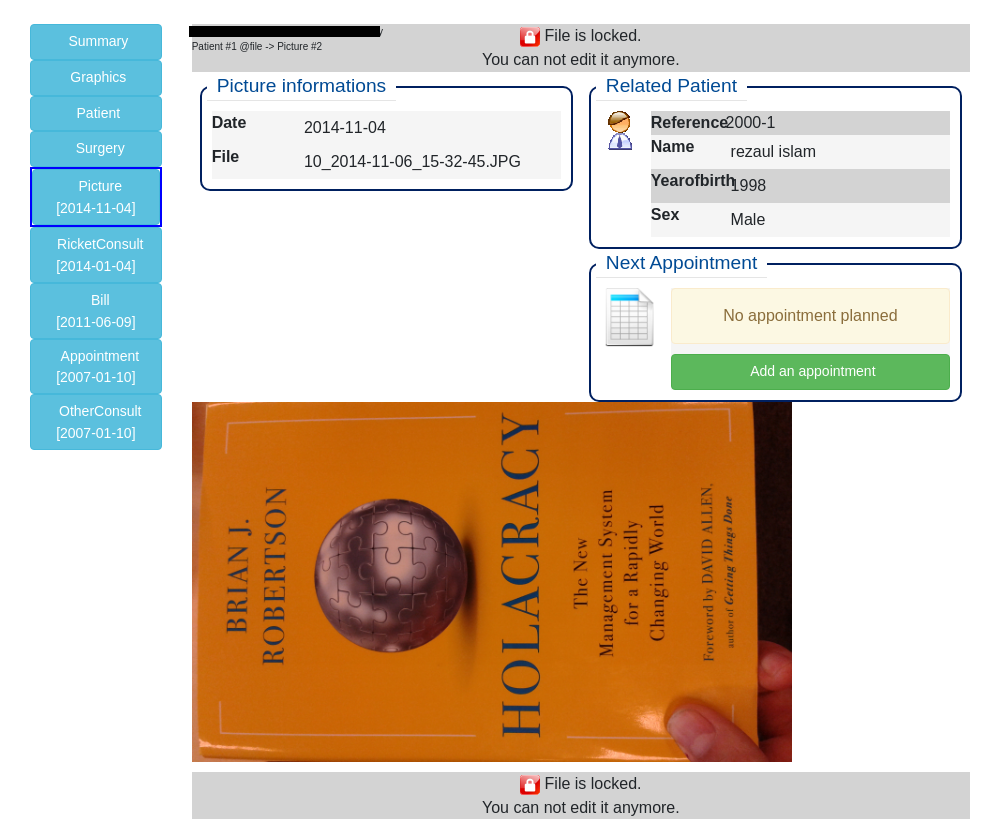 Summary
Graphics
Patient
Surgery
Picture
[2014-11-04]
RicketConsult
[2014-01-04]
Bill
[2011-06-09]
Appointment
[2007-01-10]
OtherConsult
[2007-01-10]
Patient #1 @file -> Picture #2
File is locked.
You can not edit it anymore.
Picture informations
Date 2014-11-04
File 10_2014-11-06_15-32-45.JPG
Related Patient
Reference 2000-1
Name rezaul islam
Yearofbirth 1998
Sex Male
Next Appointment
No appointment planned
Add an appointment
BRIAN J.
ROBERTSON
HOLACRACY
The New
Management System
for a Rapidly
Changing World
Foreword by DAVID ALLEN,
author of Getting Things Done
File is locked.
You can not edit it anymore.